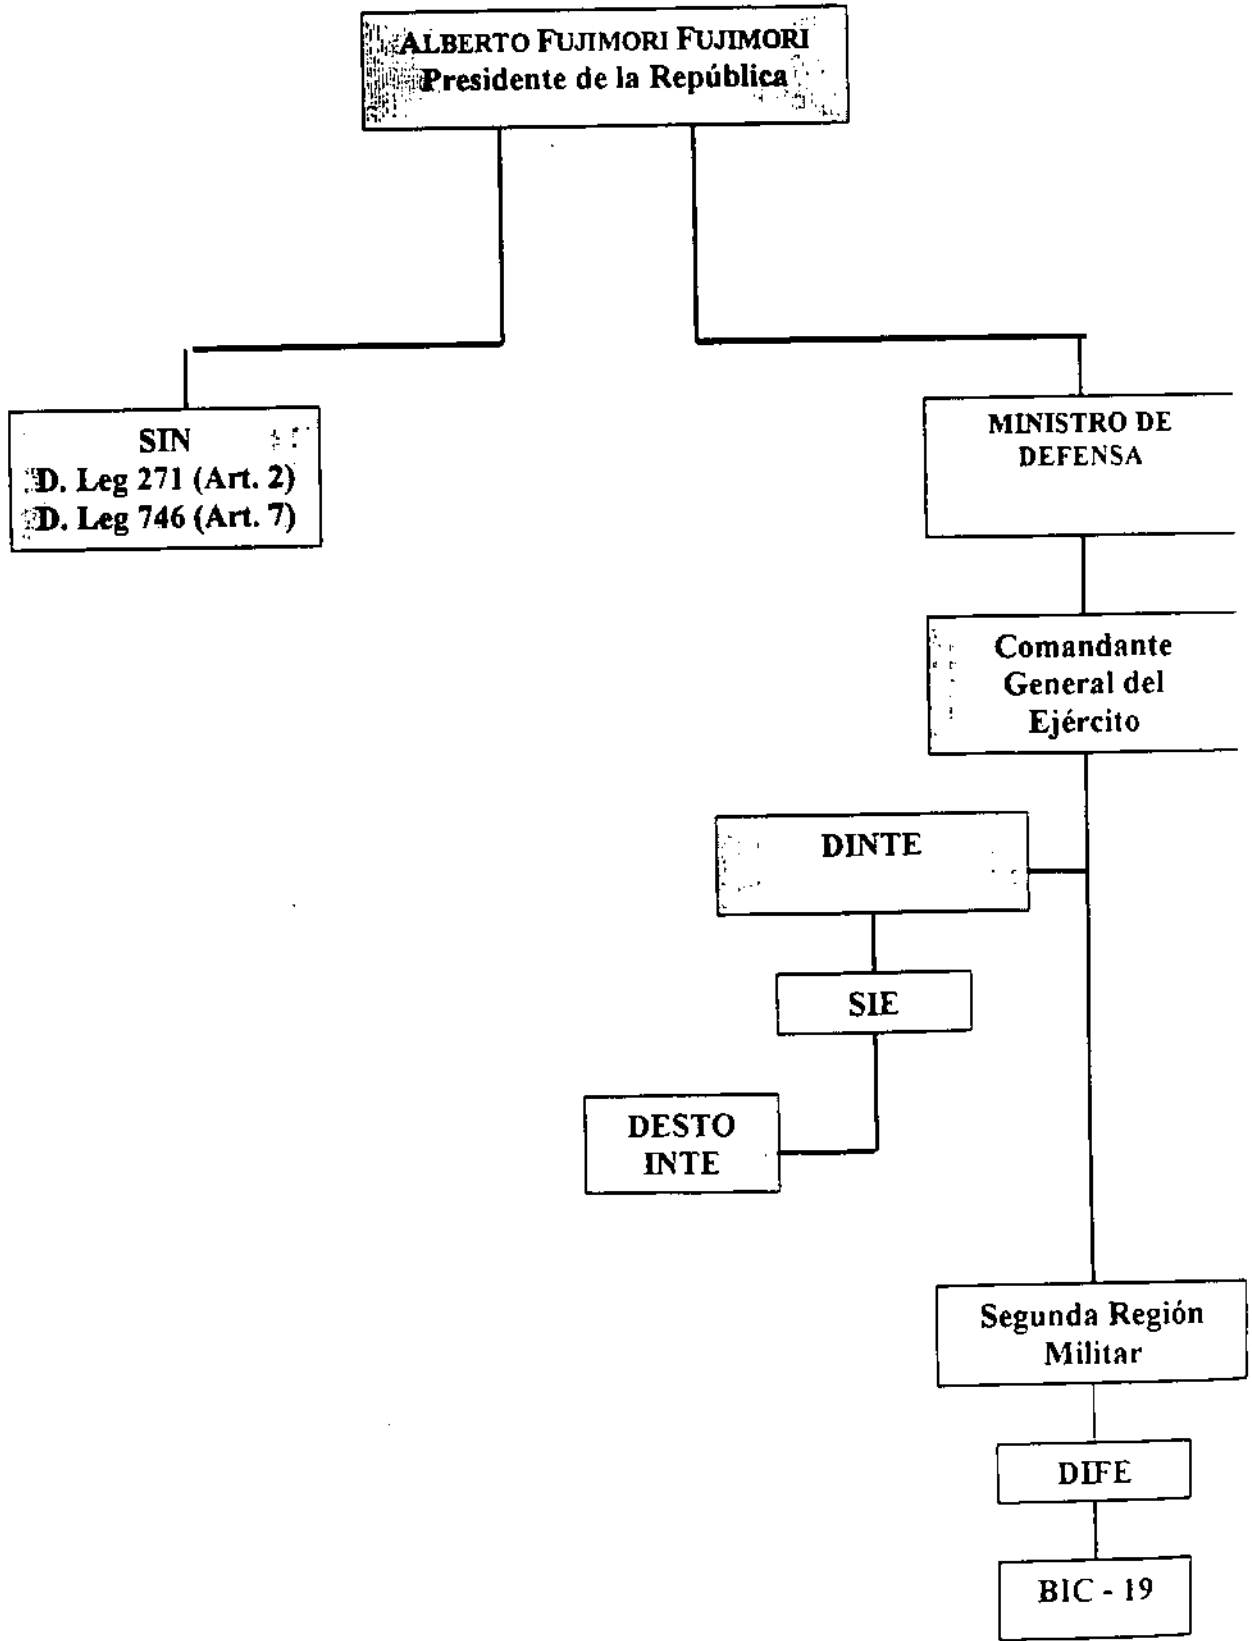 ALBERTO FUJIMORI FUJIMORI
Presidente de la República
SIN
D. Leg 271 (Art. 2)
D. Leg 746 (Art. 7)
MINISTRO DE
DEFENSA
Comandante
General del
Ejército
DINTE
SIE
DESTO
INTE
Segunda Región
Militar
DIFE
BIC - 19